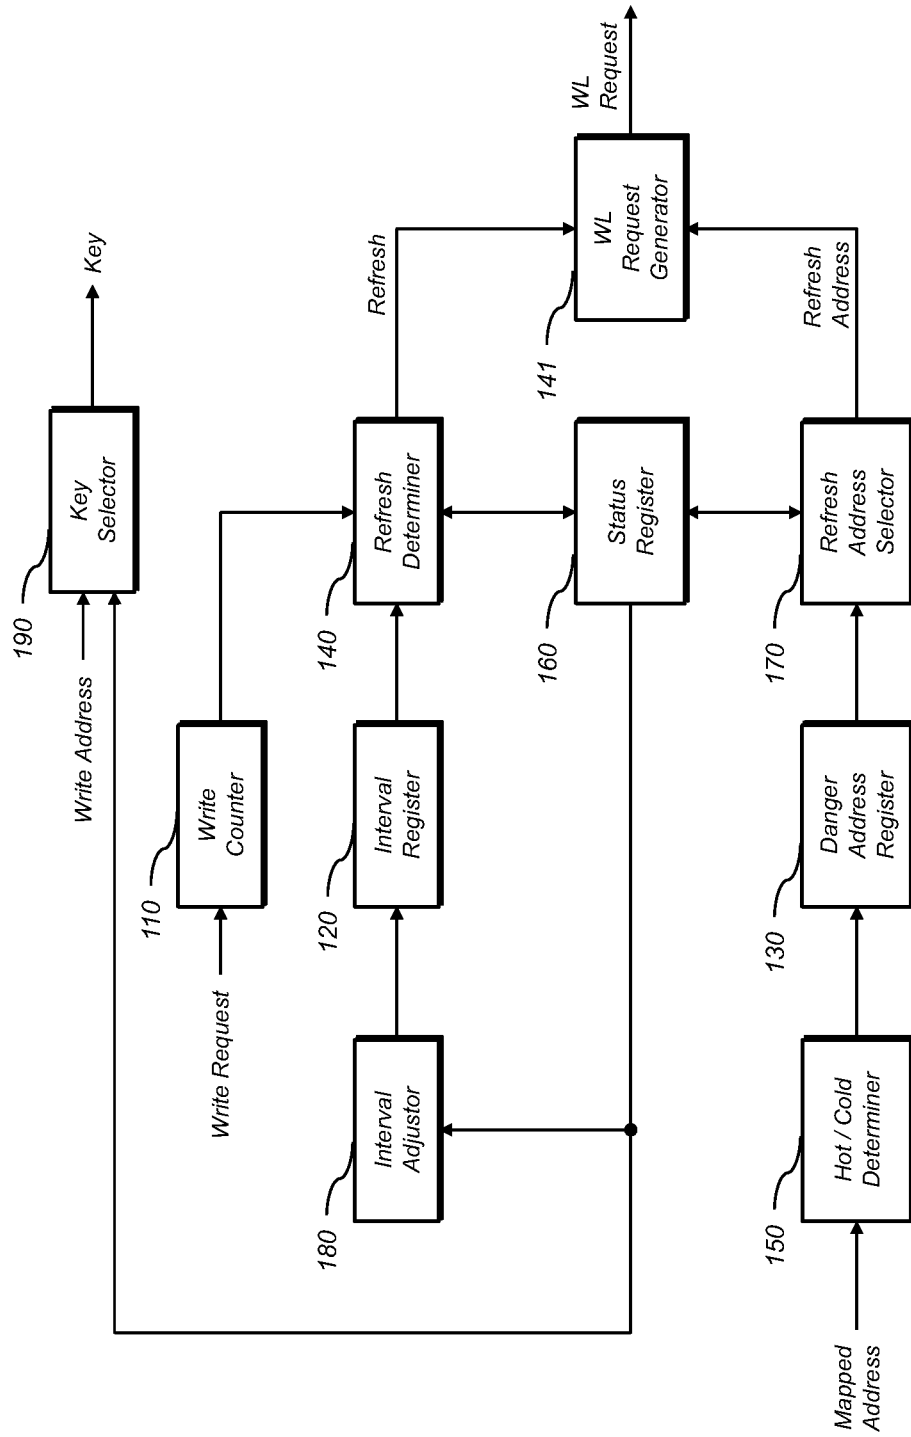 190
Key
Selector
Key
Write Address
110
Write
Counter
Write Request
180
Interval
Adjustor
120
Interval
Register
140
Refresh
Determiner
Refresh
160
Status
Register
141
WL
Request
Generator
WL
Request
Mapped
Address
150
Hot / Cold
Determiner
130
Danger
Address
Register
170
Refresh
Address
Selector
Refresh
Address